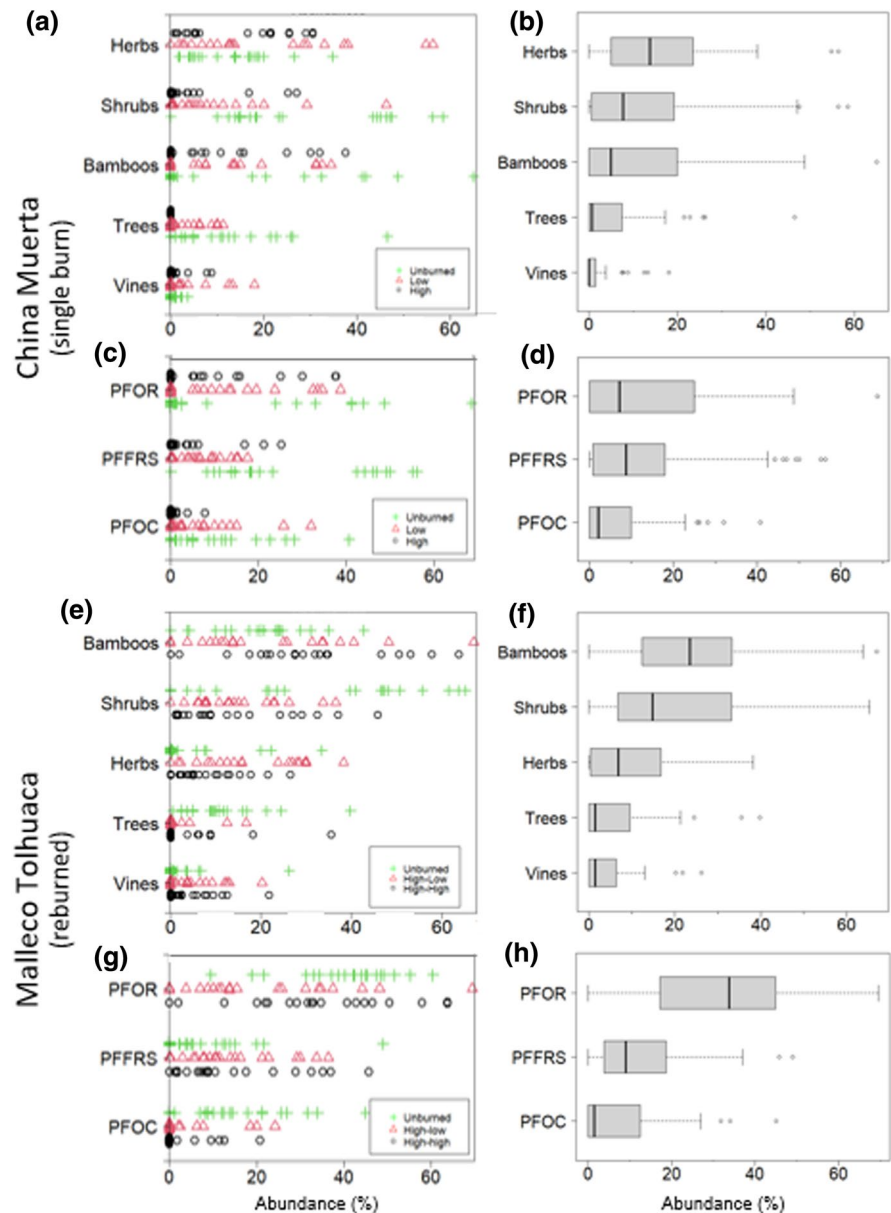 (a)
Herbs
Shrubs
Bamboos
Trees
Vines
Unburned
Low
High
0 20 40 60
(b)
Herbs
Shrubs
Bamboos
Trees
Vines
0 20 40 60
China Muerta
(single burn)
(c)
PFOR
PFFRS
PFOC
Unburned
Low
High
0 20 40 60
(d)
PFOR
PFFRS
PFOC
0 20 40 60
(e)
Bamboos
Shrubs
Herbs
Trees
Vines
Unburned
High-Low
High-High
0 20 40 60
(f)
Bamboos
Shrubs
Herbs
Trees
Vines
0 20 40 60
Malleco Tolhuaca
(reburned)
(g)
PFOR
PFFRS
PFOC
Unburned
High-low
High-high
0 20 40 60
Abundance (%)
(h)
PFOR
PFFRS
PFOC
0 20 40 60
Abundance (%)